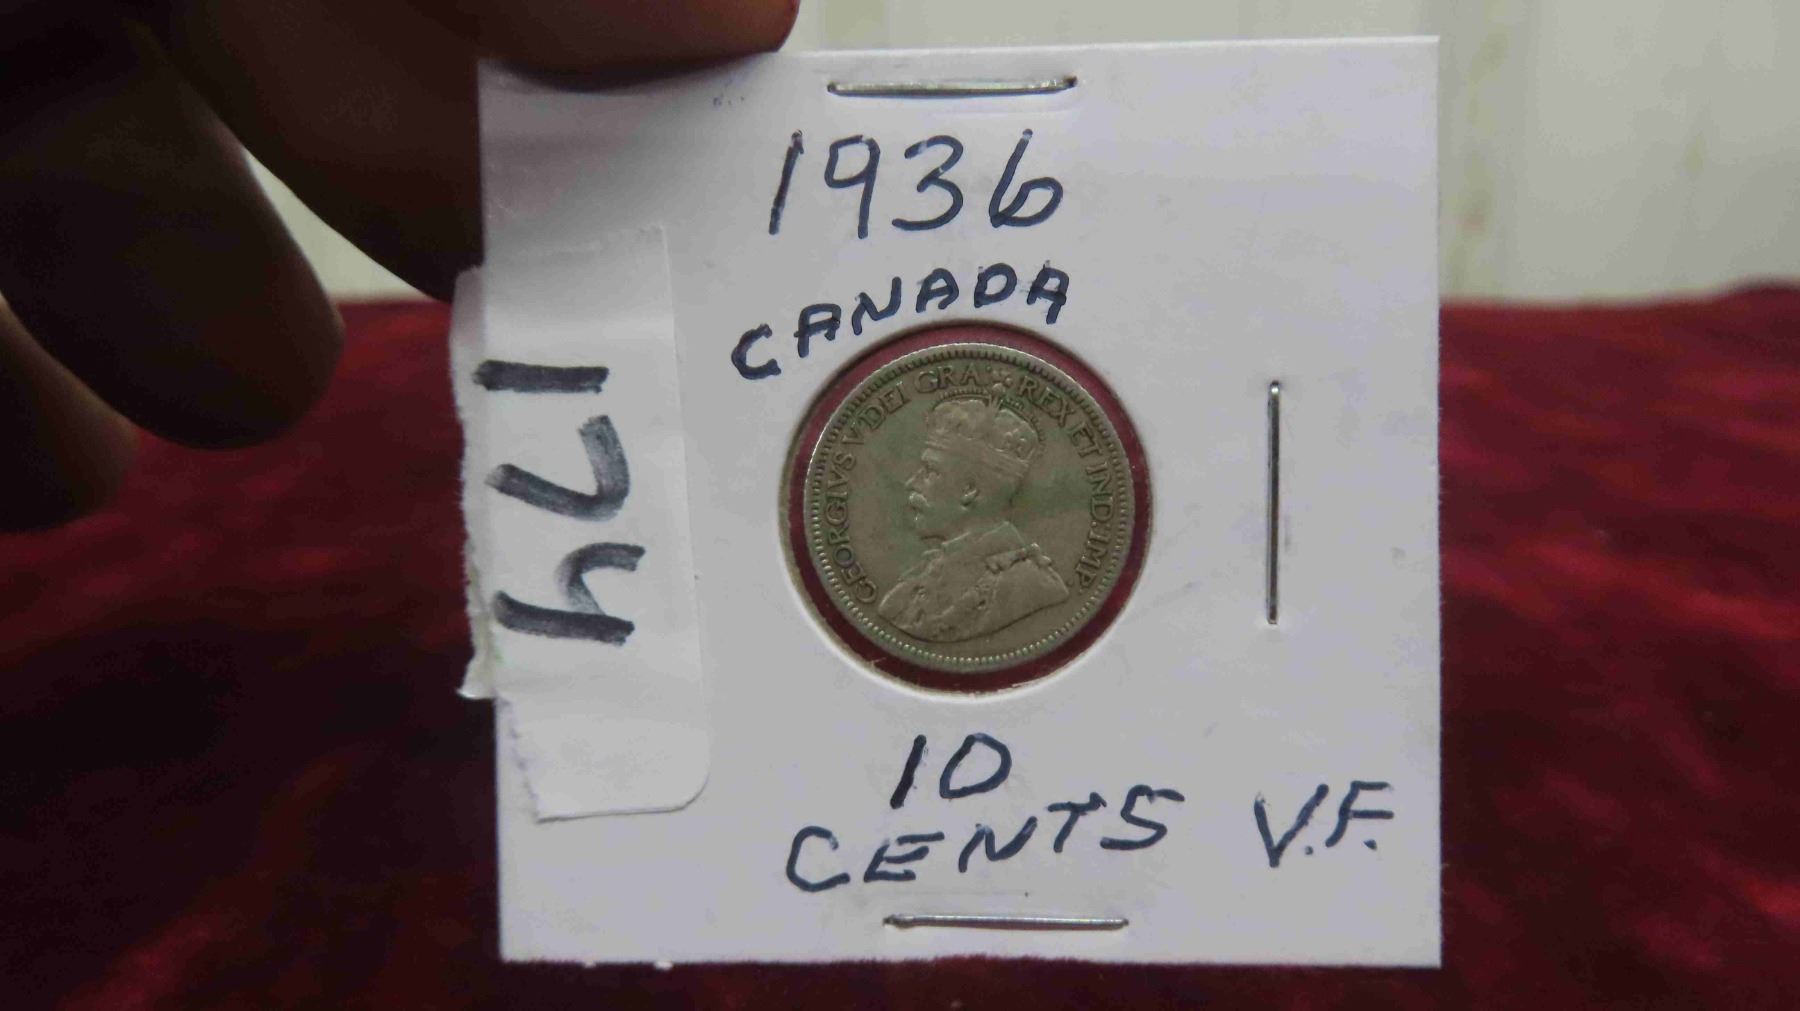 1936
CANADA
174
GEORGIVS V DEI GRA: REX ET IND:IMP:
10
CENTS V.F.